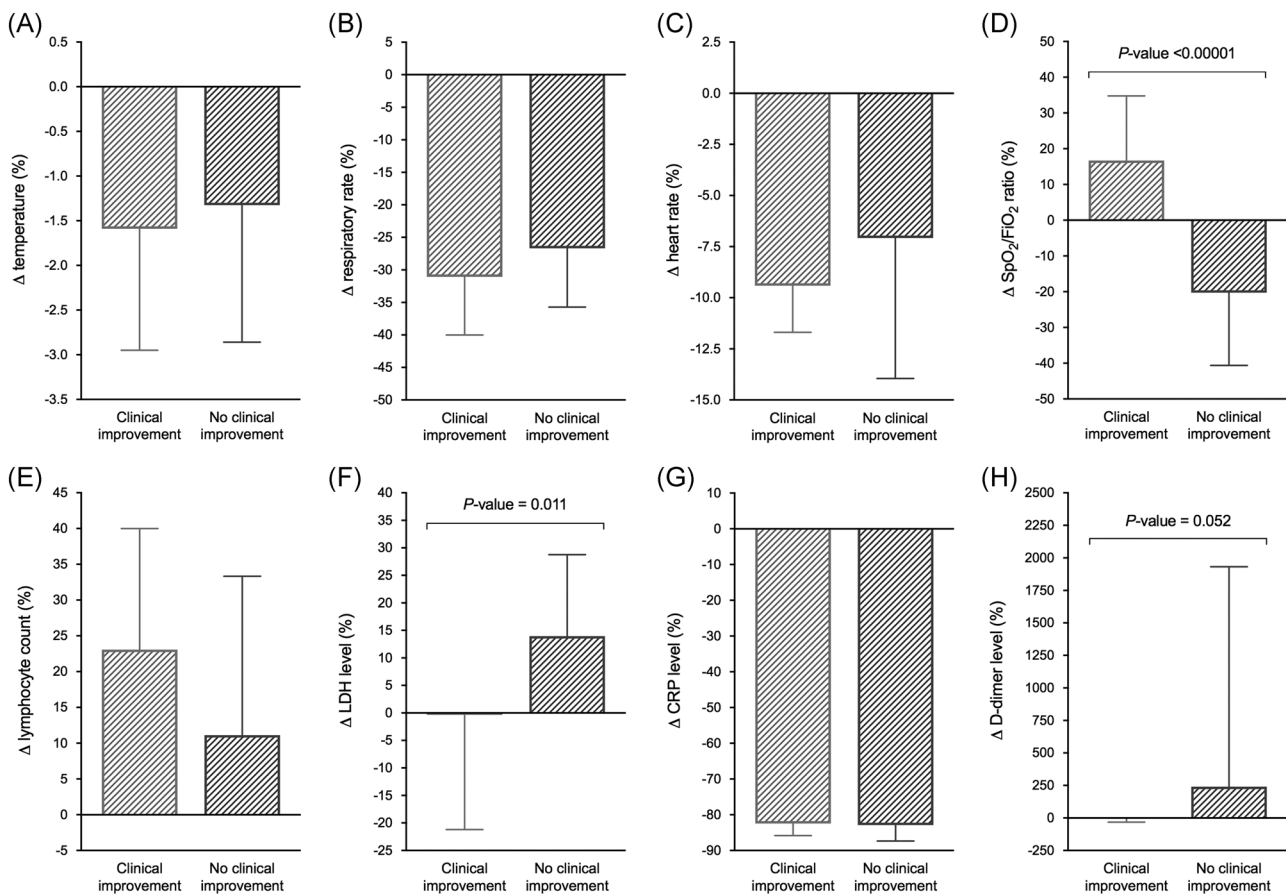 (A)
0.5
0.0
-0.5
-1.0
-1.5
-2.0
-2.5
-3.0
-3.5
Δ temperature (%)
Clinical
improvement
No clinical
improvement
(B)
5
0
-5
-10
-15
-20
-25
-30
-35
-40
-45
-50
Δ respiratory rate (%)
Clinical
improvement
No clinical
improvement
(C)
2.5
0.0
-2.5
-5.0
-7.5
-10.0
-12.5
-15.0
Δ heart rate (%)
Clinical
improvement
No clinical
improvement
(D)
P-value <0.00001
50
40
30
20
10
0
-10
-20
-30
-40
-50
Δ SpO₂/FiO₂ ratio (%)
Clinical
improvement
No clinical
improvement
(E)
45
40
35
30
25
20
15
10
5
0
-5
Δ lymphocyte count (%)
Clinical
improvement
No clinical
improvement
(F)
P-value = 0.011
40
35
30
25
20
15
10
5
0
-5
-10
-15
-20
-25
Δ LDH level (%)
Clinical
improvement
No clinical
improvement
(G)
10
0
-10
-20
-30
-40
-50
-60
-70
-80
-90
Δ CRP level (%)
Clinical
improvement
No clinical
improvement
(H)
P-value = 0.052
2500
2250
2000
1750
1500
1250
1000
750
500
250
0
-250
Δ D-dimer level (%)
Clinical
improvement
No clinical
improvement